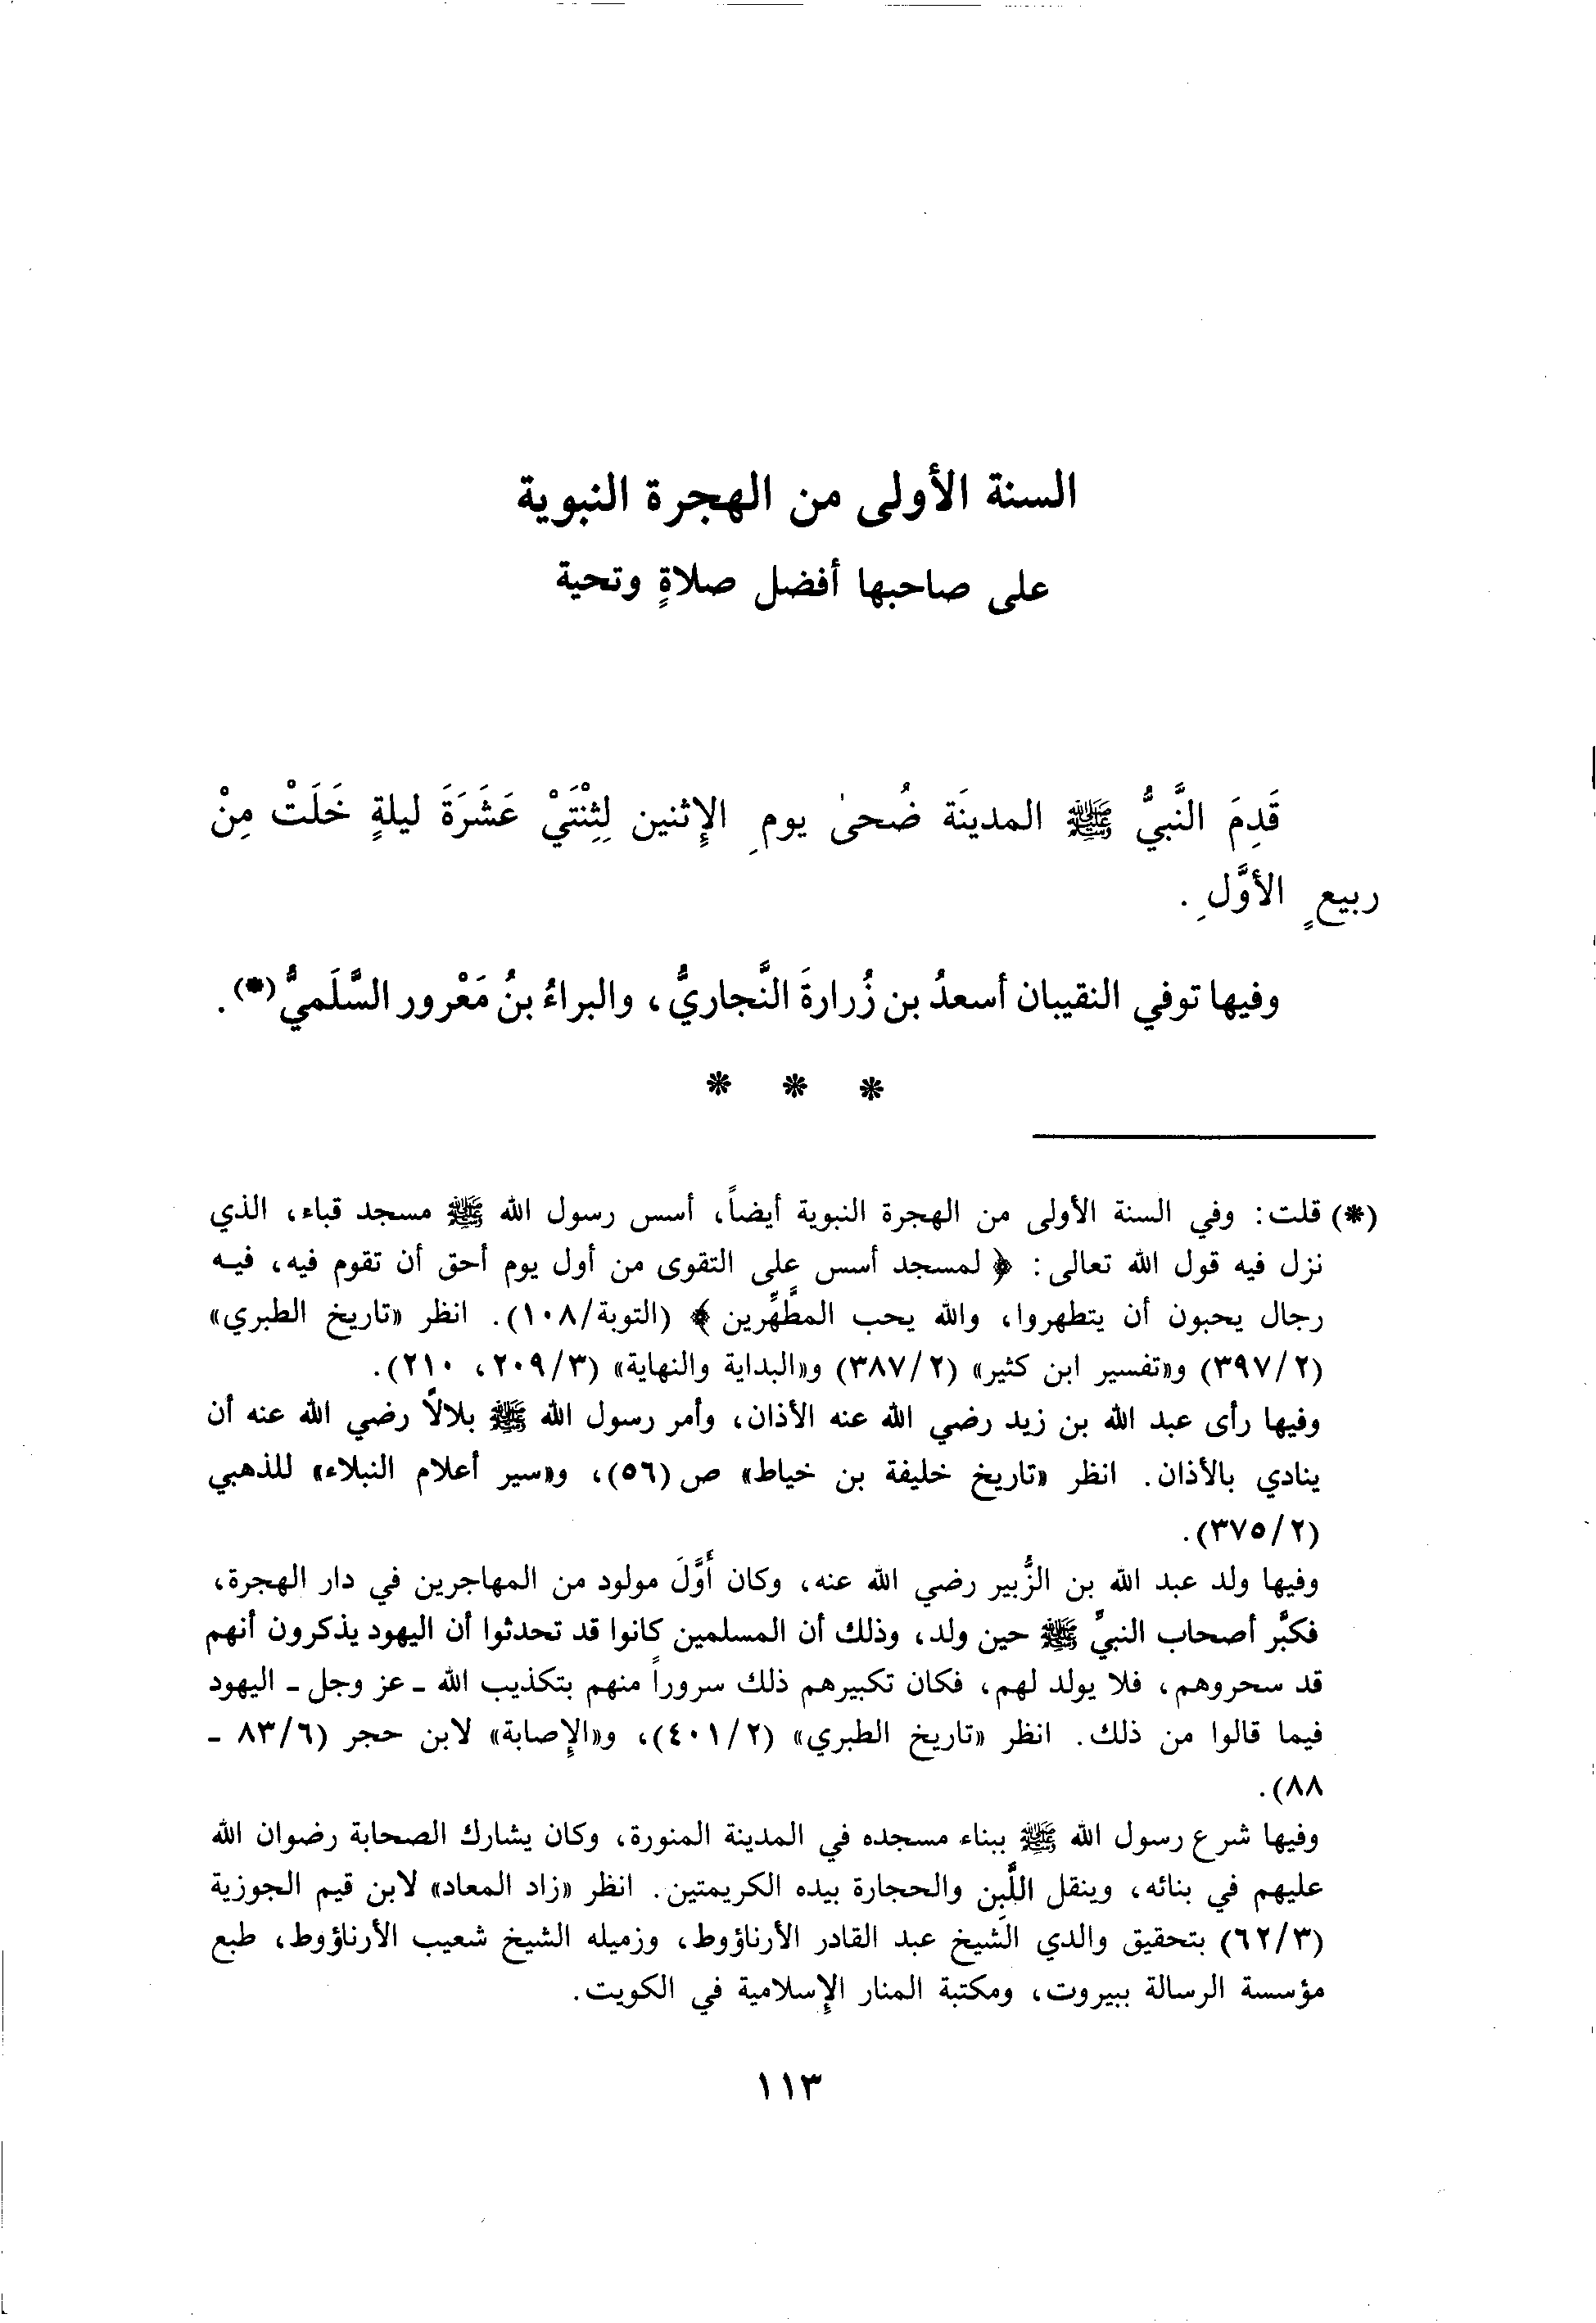 السنة الأولى من الهجرة النبوية
على صاحبها أفضل صلاةٍ وتحية
قَدِمَ النَّبيُّ ﷺ المدينَة ضُحىٰ يومِ الإِثنين لِثِنْتَيْ عَشَرَةَ ليلةٍ خَلَتْ مِنْ
ربيعٍ الأوَّلِ.
وفيها توفي النقيبان أسعدُ بن زُرارةَ النَّجاريُّ، والبراءُ بنُ مَعْرور السَّلَميُّ(*).
* * *
(*) قلت: وفي السنة الأولى من الهجرة النبوية أيضاً، أسس رسول الله ﷺ مسجد قباء، الذي
نزل فيه قول الله تعالى: ﴿لمسجد أسس على التقوى من أول يوم أحق أن تقوم فيه، فيه
رجال يحبون أن يتطهروا، والله يحب المطَّهِّرين﴾ (التوبة/١٠٨). انظر «تاريخ الطبري»
(٣٩٧/٢) و«تفسير ابن كثير» (٣٨٧/٢) و«البداية والنهاية» (٢٠٩/٣، ٢١٠).
وفيها رأى عبد الله بن زيد رضي الله عنه الأذان، وأمر رسول الله ﷺ بلالاً رضي الله عنه أن
ينادي بالأذان. انظر «تاريخ خليفة بن خياط» ص (٥٦)، و«سير أعلام النبلاء» للذهبي
(٣٧٥/٢).
وفيها ولد عبد الله بن الزُّبير رضي الله عنه، وكان أَوَّلَ مولود من المهاجرين في دار الهجرة،
فكبَّر أصحاب النبيِّ ﷺ حين ولد، وذلك أن المسلمين كانوا قد تحدثوا أن اليهود يذكرون أنهم
قد سحروهم، فلا يولد لهم، فكان تكبيرهم ذلك سروراً منهم بتكذيب الله ـ عز وجل ـ اليهود
فيما قالوا من ذلك. انظر «تاريخ الطبري» (٤٠١/٢)، و«الإِصابة» لابن حجر (٨٣/٦ ـ
٨٨).
وفيها شرع رسول الله ﷺ ببناء مسجده في المدينة المنورة، وكان يشارك الصحابة رضوان الله
عليهم في بنائه، وينقل اللَّبِن والحجارة بيده الكريمتين. انظر «زاد المعاد» لابن قيم الجوزية
(٦٢/٣) بتحقيق والدي الشيخ عبد القادر الأرناؤوط، وزميله الشيخ شعيب الأرناؤوط، طبع
مؤسسة الرسالة ببيروت، ومكتبة المنار الإِسلامية في الكويت.
١١٣